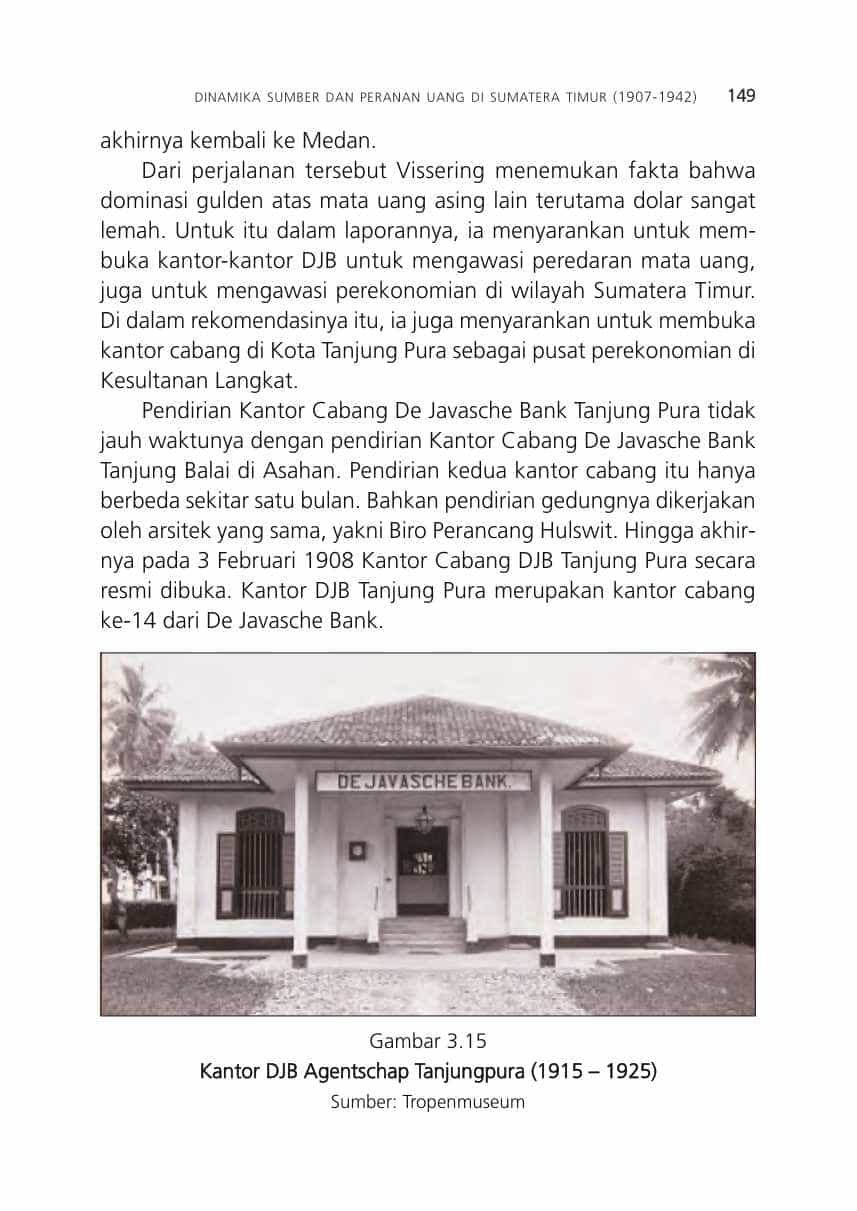 DINAMIKA SUMBER DAN PERANAN UANG DI SUMATERA TIMUR (1907-1942) 149
akhirnya kembali ke Medan.
Dari perjalanan tersebut Vissering menemukan fakta bahwa
dominasi gulden atas mata uang asing lain terutama dolar sangat
lemah. Untuk itu dalam laporannya, ia menyarankan untuk mem-
buka kantor-kantor DJB untuk mengawasi peredaran mata uang,
juga untuk mengawasi perekonomian di wilayah Sumatera Timur.
Di dalam rekomendasinya itu, ia juga menyarankan untuk membuka
kantor cabang di Kota Tanjung Pura sebagai pusat perekonomian di
Kesultanan Langkat.
Pendirian Kantor Cabang De Javasche Bank Tanjung Pura tidak
jauh waktunya dengan pendirian Kantor Cabang De Javasche Bank
Tanjung Balai di Asahan. Pendirian kedua kantor cabang itu hanya
berbeda sekitar satu bulan. Bahkan pendirian gedungnya dikerjakan
oleh arsitek yang sama, yakni Biro Perancang Hulswit. Hingga akhir-
nya pada 3 Februari 1908 Kantor Cabang DJB Tanjung Pura secara
resmi dibuka. Kantor DJB Tanjung Pura merupakan kantor cabang
ke-14 dari De Javasche Bank.
DE JAVASCHE BANK.
Gambar 3.15
Kantor DJB Agentschap Tanjungpura (1915 – 1925)
Sumber: Tropenmuseum